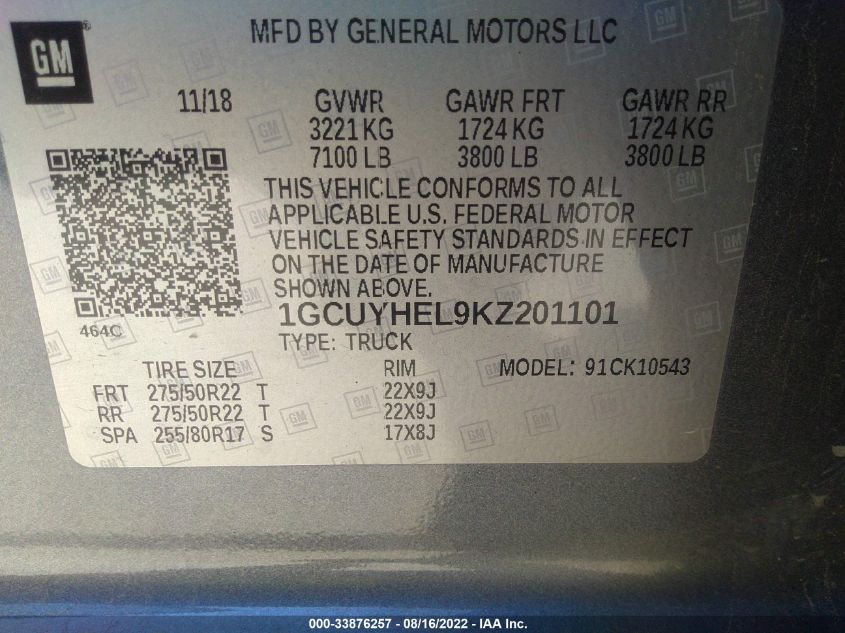 GM ®
MFD BY GENERAL MOTORS LLC
11/18 GVWR GAWR FRT GAWR RR
3221 KG 1724 KG 1724 KG
7100 LB 3800 LB 3800 LB
THIS VEHICLE CONFORMS TO ALL
APPLICABLE U.S. FEDERAL MOTOR
VEHICLE SAFETY STANDARDS IN EFFECT
ON THE DATE OF MANUFACTURE
SHOWN ABOVE.
464C
1GCUYHEL9KZ201101
TYPE: TRUCK
TIRE SIZE RIM MODEL: 91CK10543
FRT 275/50R22 T 22X9J
RR 275/50R22 T 22X9J
SPA 255/80R17 S 17X8J
000-33876257 - 08/16/2022 - IAA Inc.